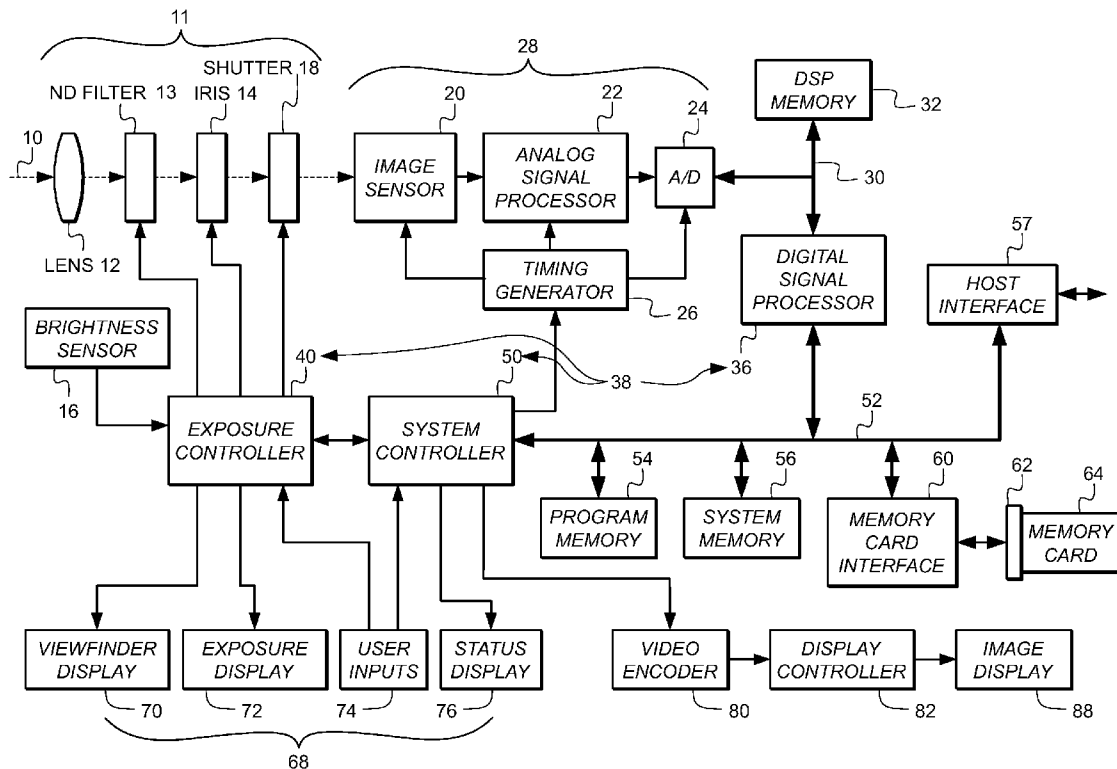 11
28
SHUTTER 18
ND FILTER 13
IRIS 14
20
22
24
DSP
MEMORY
32
10
IMAGE
SENSOR
ANALOG
SIGNAL
PROCESSOR
A/D
30
LENS 12
TIMING
GENERATOR
26
DIGITAL
SIGNAL
PROCESSOR
57
HOST
INTERFACE
BRIGHTNESS
SENSOR
16
40
50
38
36
EXPOSURE
CONTROLLER
SYSTEM
CONTROLLER
52
54
56
60
62
64
PROGRAM
MEMORY
SYSTEM
MEMORY
MEMORY
CARD
INTERFACE
MEMORY
CARD
VIEWFINDER
DISPLAY
EXPOSURE
DISPLAY
USER
INPUTS
STATUS
DISPLAY
VIDEO
ENCODER
DISPLAY
CONTROLLER
IMAGE
DISPLAY
70
72
74
76
80
82
88
68